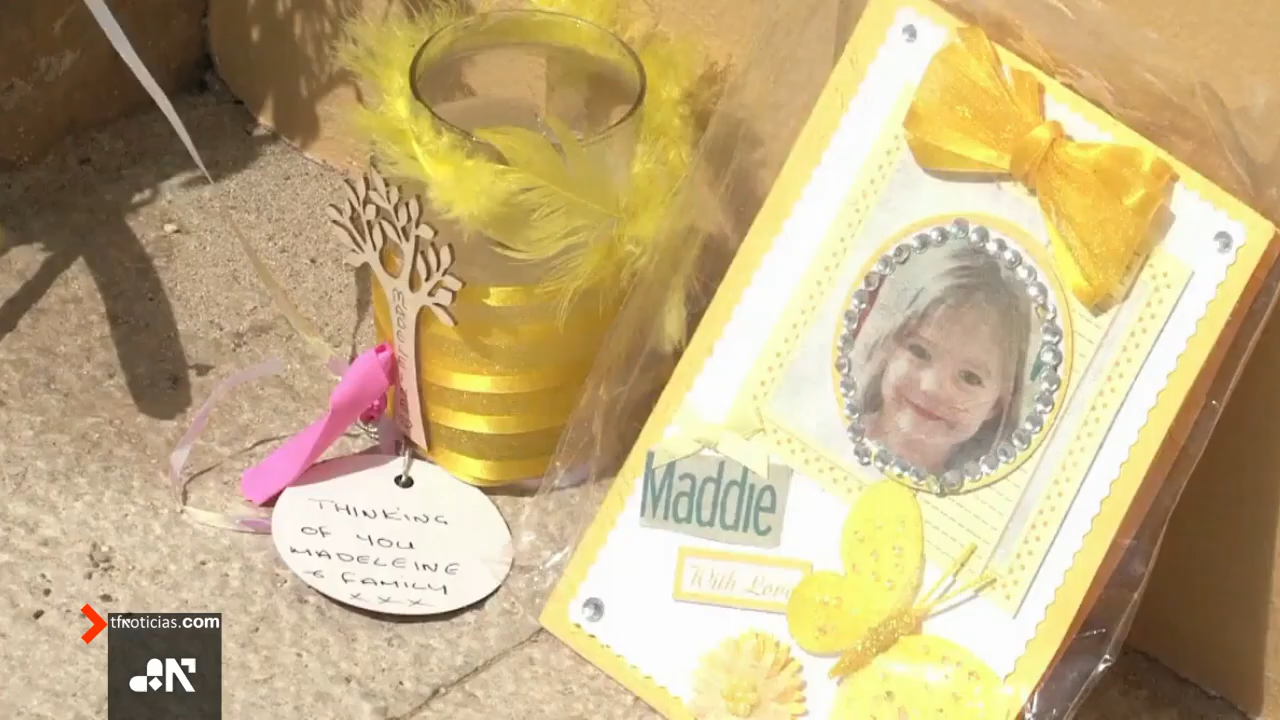 THINKING
OF YOU
MADELEINE
& FAMILY
xxx
Maddie
With Love
tfnoticias.com